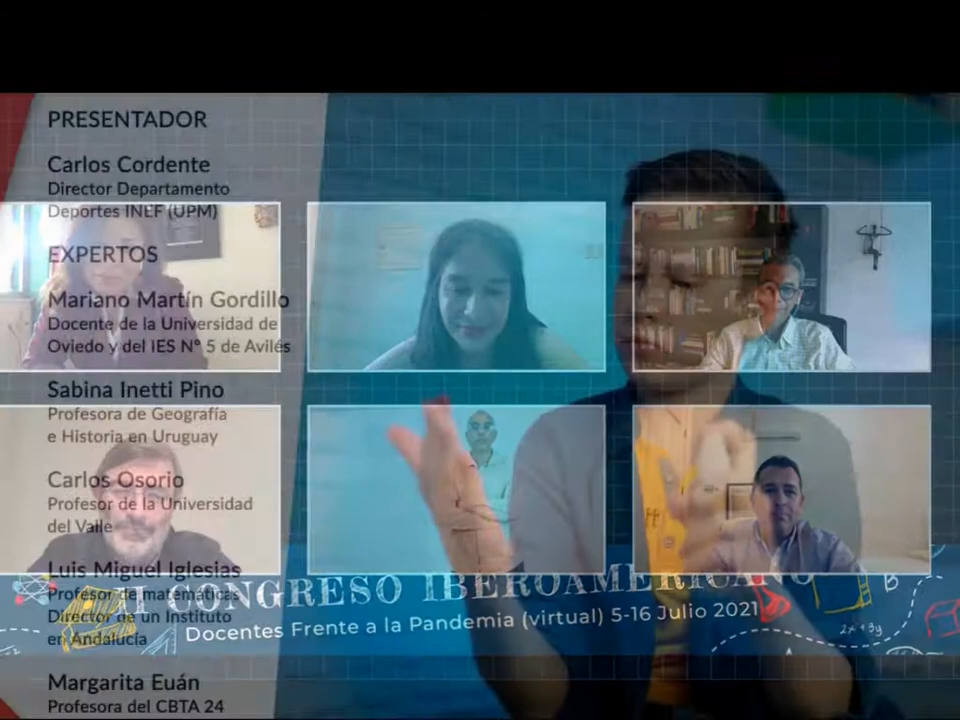 PRESENTADOR
Carlos Cordente
Director Departamento
Deportes INEF (UPM)
EXPERTOS
Mariano Martín Gordillo
Docente de la Universidad de
Oviedo y del IES Nº 5 de Avilés
Sabina Inetti Pino
Profesora de Geografía
e Historia en Uruguay
Carlos Osorio
Profesor de la Universidad
del Valle
Luis Miguel Iglesias
Profesor de matemáticas
Director de un Instituto
en Andalucía
Margarita Euán
Profesora del CBTA 24
CONGRESO IBEROAMERICANO
Docentes Frente a la Pandemia (virtual) 5-16 Julio 2021
2x+3y
B